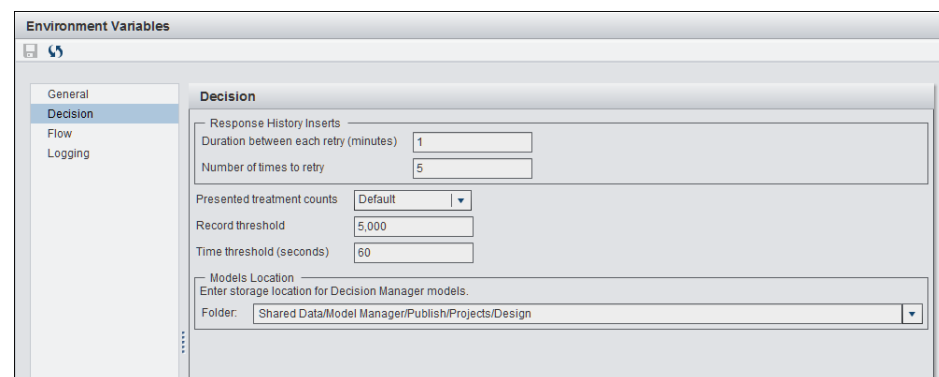 Environment Variables
General
Decision
Flow
Logging
Decision
Response History Inserts
Duration between each retry (minutes) 1
Number of times to retry 5
Presented treatment counts Default
Record threshold 5,000
Time threshold (seconds) 60
Models Location
Enter storage location for Decision Manager models.
Folder: Shared Data/Model Manager/Publish/Projects/Design